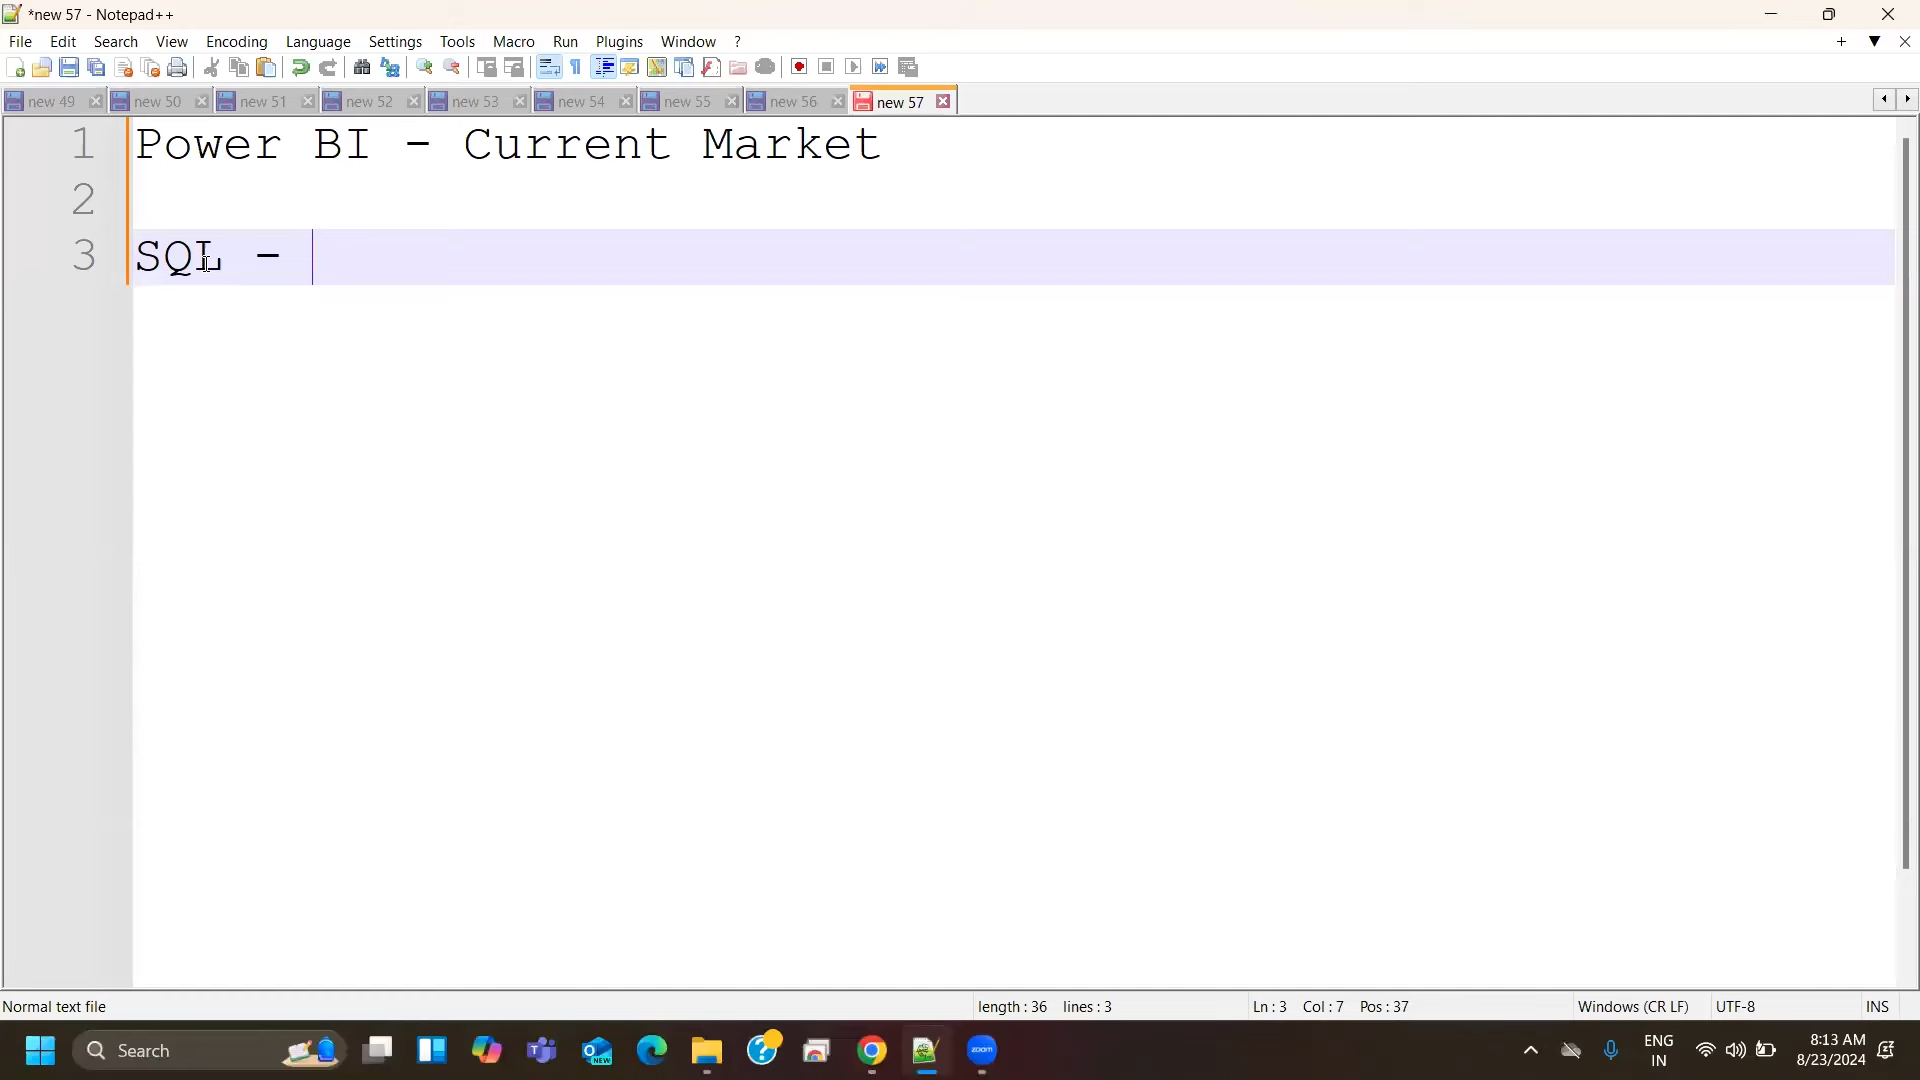 *new 57 - Notepad++
File Edit Search View Encoding Language Settings Tools Macro Run Plugins Window ?
new 49 new 50 new 51 new 52 new 53 new 54 new 55 new 56 new 57
1 Power BI - Current Market
2
3 SQL -
Normal text file length : 36 lines : 3 Ln : 3 Col : 7 Pos : 37 Windows (CR LF) UTF-8 INS
Search NEW zoom ENG IN 8:13 AM 8/23/2024